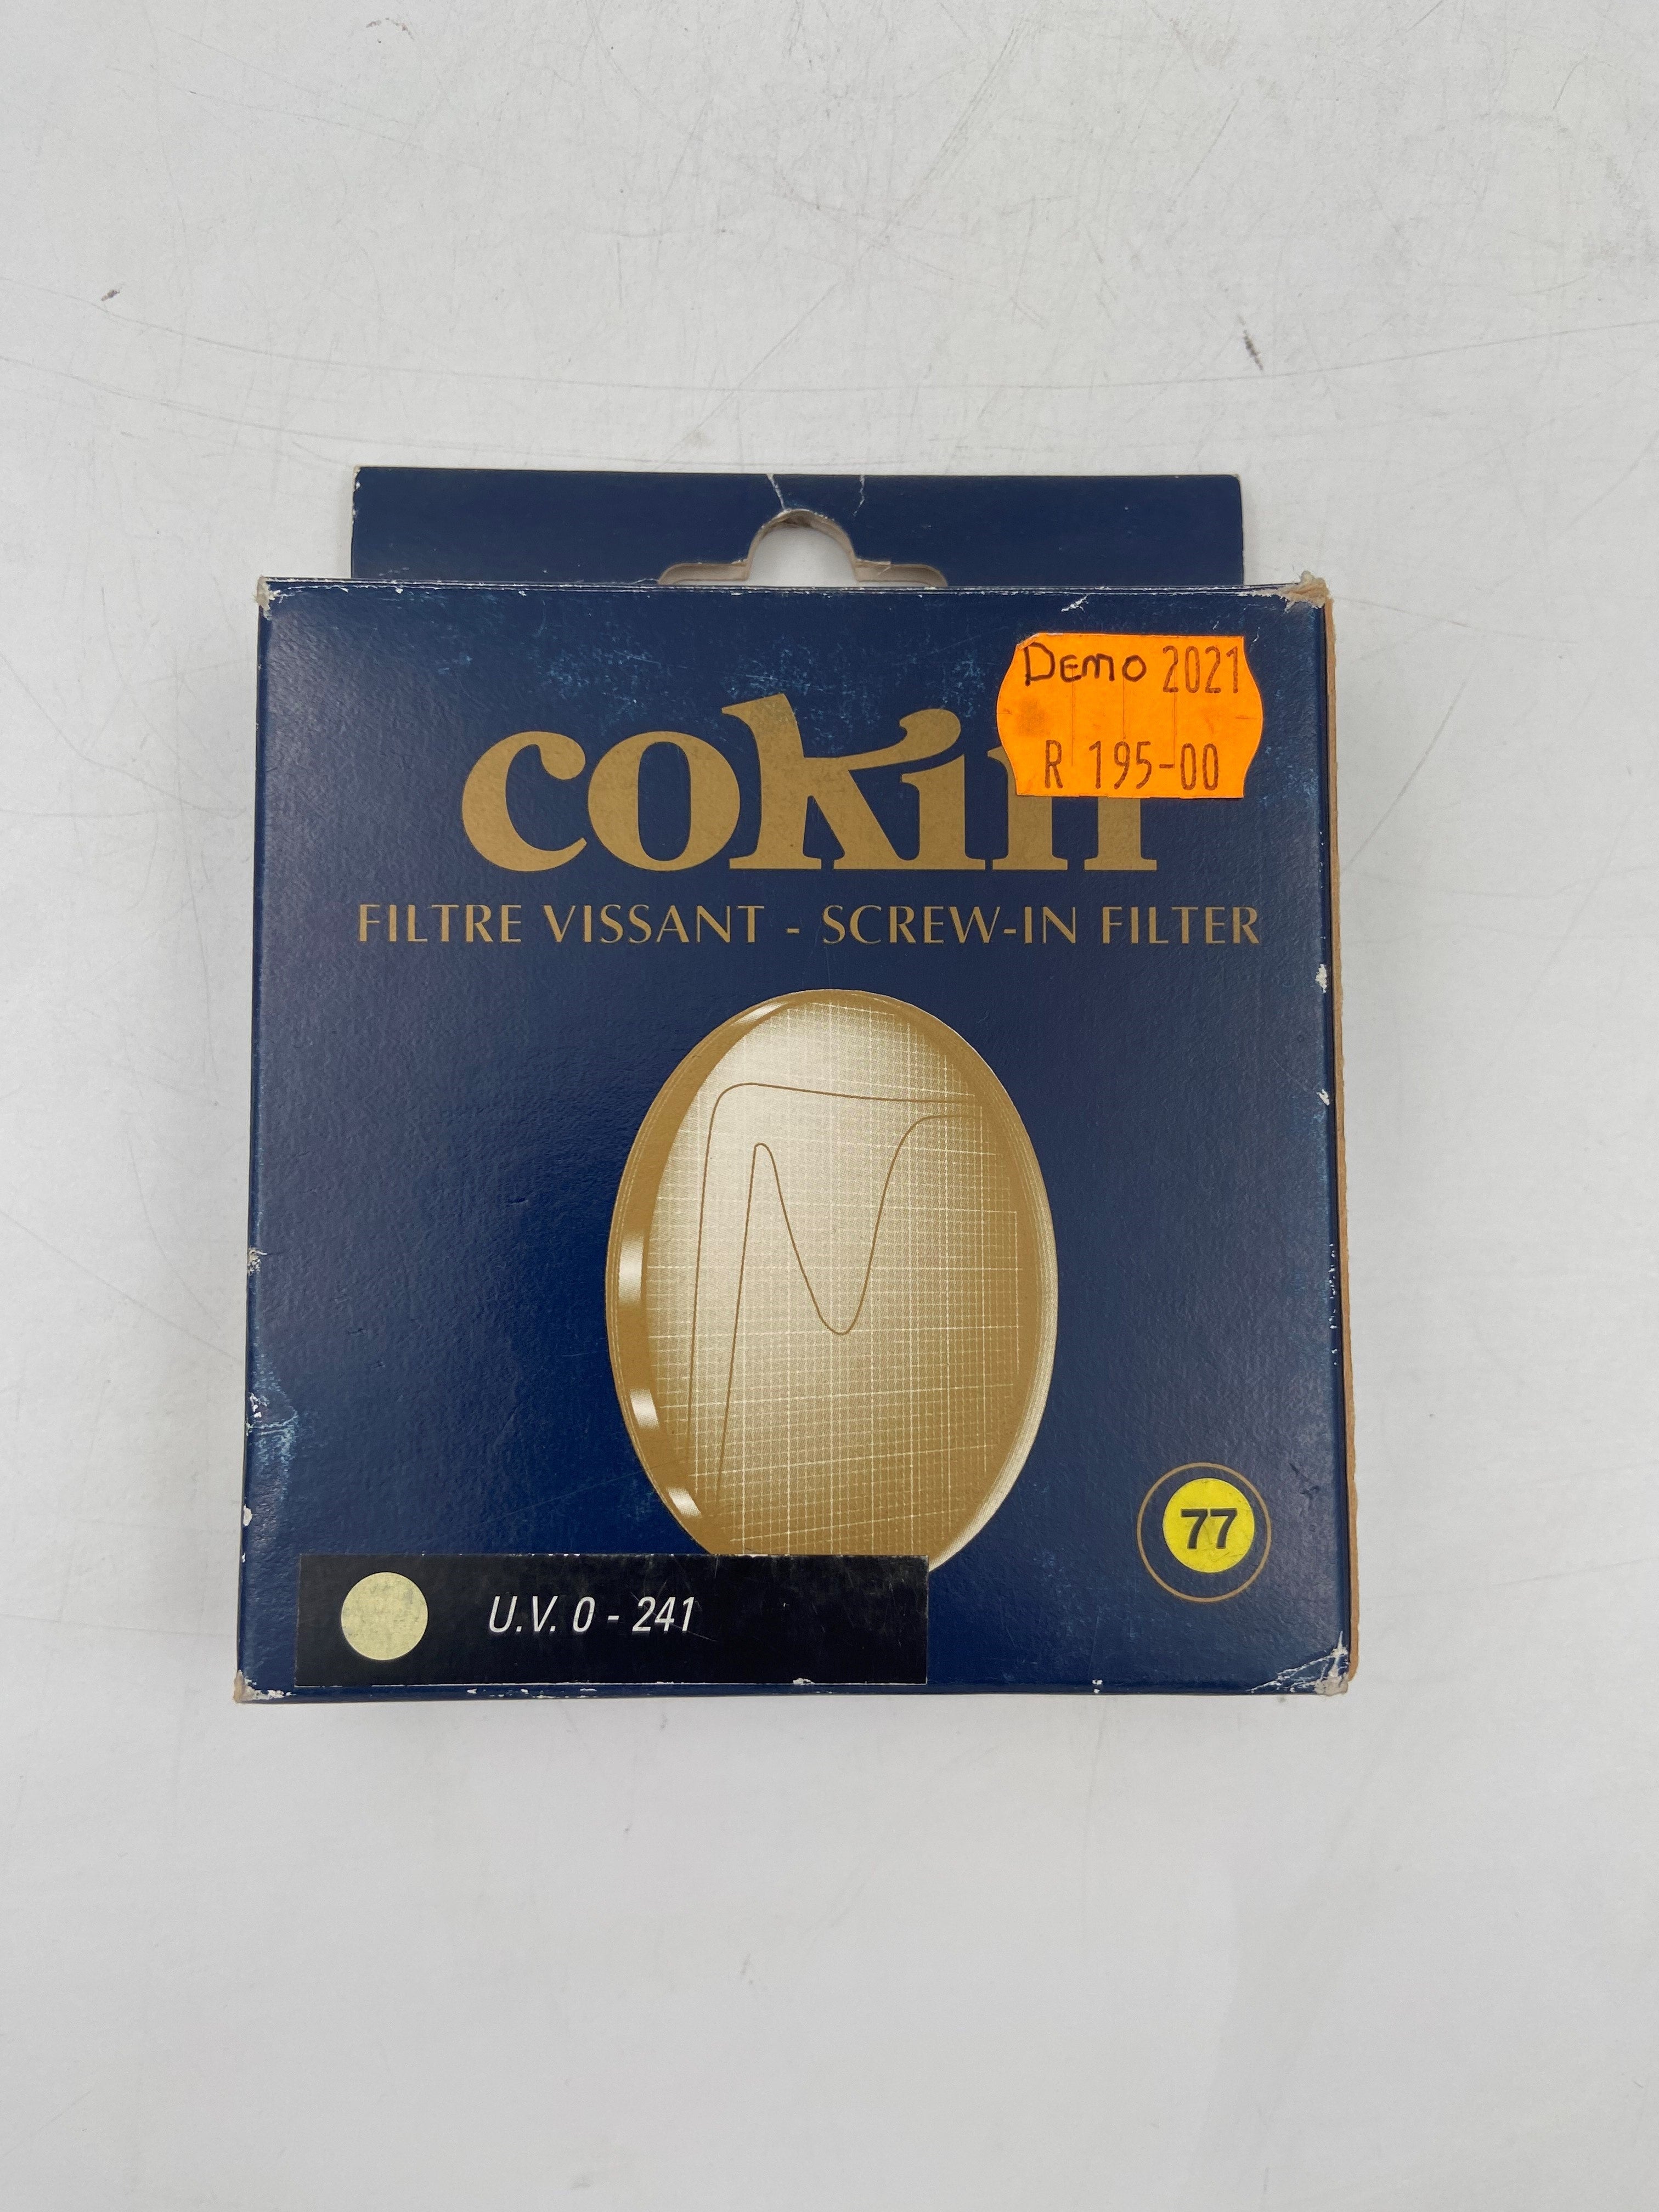 Demo 2021
R 195-00
cokin
FILTRE VISSANT - SCREW-IN FILTER
77
U.V. 0 - 241